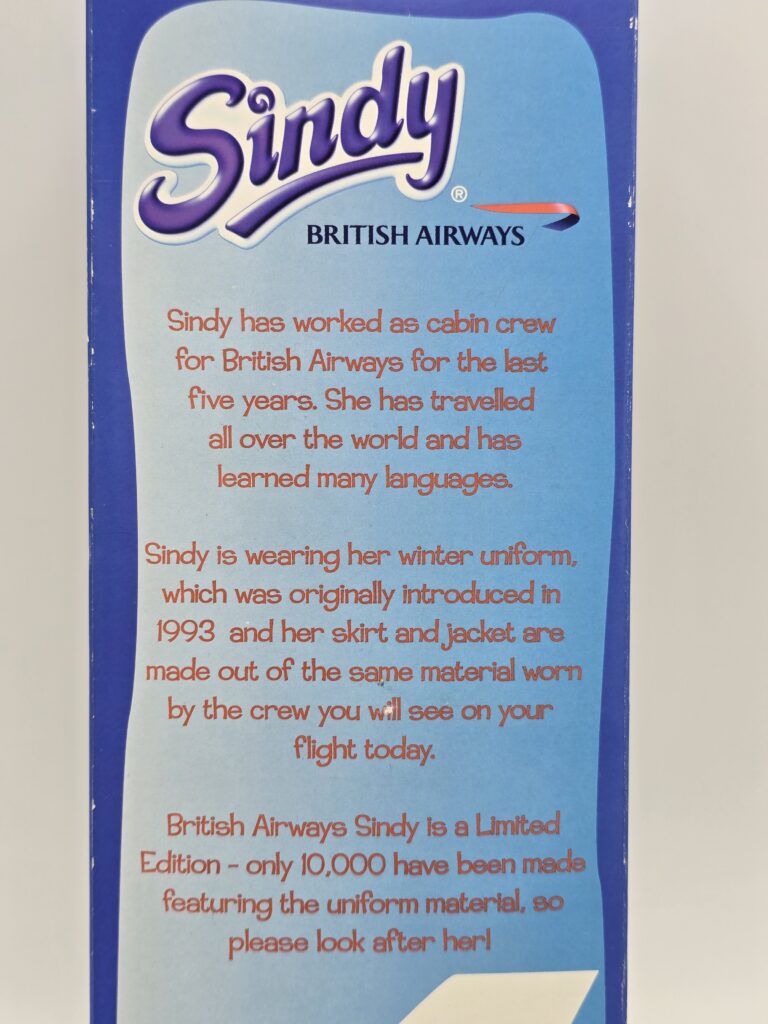 Sindy®
BRITISH AIRWAYS
Sindy has worked as cabin crew
for British Airways for the last
five years. She has travelled
all over the world and has
learned many languages.
Sindy is wearing her winter uniform,
which was originally introduced in
1993 and her skirt and jacket are
made out of the same material worn
by the crew you will see on your
flight today.
British Airways Sindy is a Limited
Edition - only 10,000 have been made
featuring the uniform material, so
please look after her!